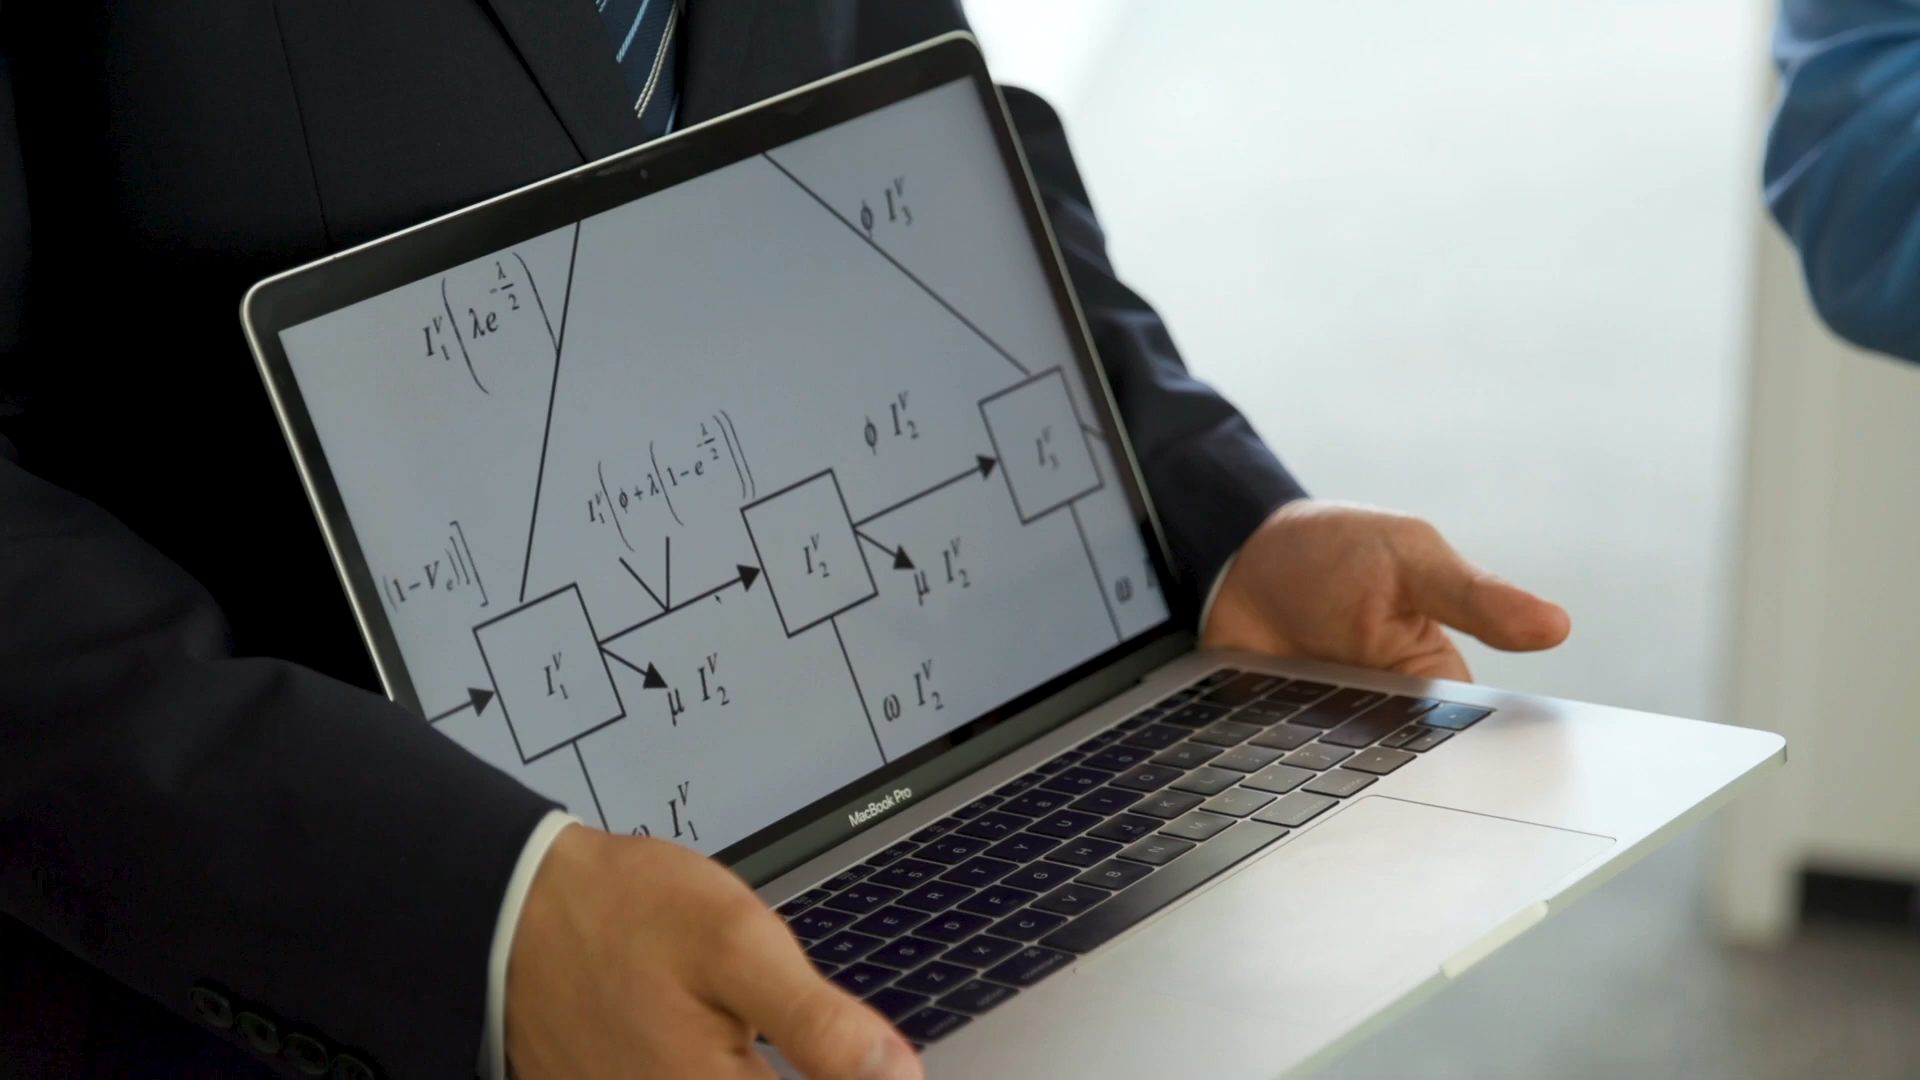 ϕ I₃ⱽ
I₁ⱽ(λe^(-λ/2))
ϕ I₂ⱽ
I₁ⱽ(ϕ+λ(1-e^(-λ/2)))
I₃ⱽ
(1-Vₑ)]]
I₂ⱽ
μ I₂ⱽ
ω
I₁ⱽ
μ I₂ⱽ
ω I₂ⱽ
ω I₁ⱽ
MacBook Pro